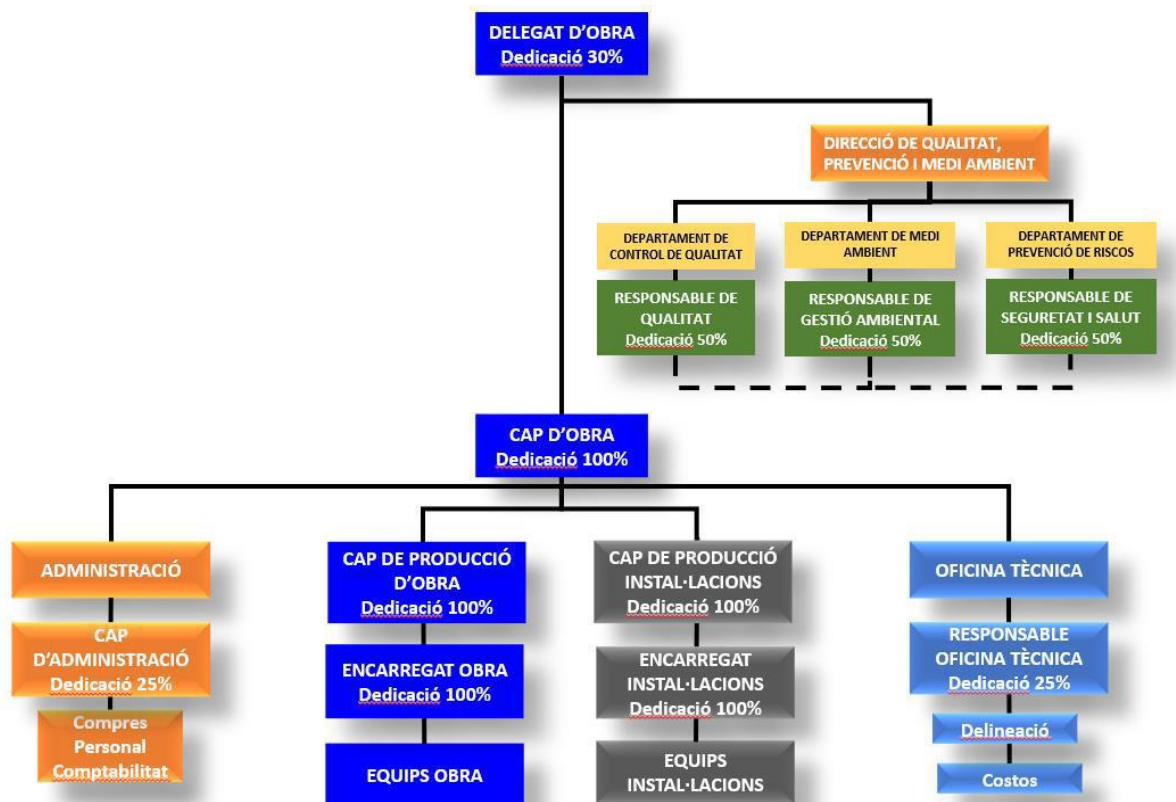 DELEGAT D'OBRA
Dedicació 30%
DIRECCIÓ DE QUALITAT,
PREVENCIÓ I MEDI AMBIENT
DEPARTAMENT DE
CONTROL DE QUALITAT
DEPARTAMENT DE MEDI
AMBIENT
DEPARTAMENT DE
PREVENCIÓ DE RISCOS
RESPONSABLE DE
QUALITAT
Dedicació 50%
RESPONSABLE DE
GESTIÓ AMBIENTAL
Dedicació 50%
RESPONSABLE DE
SEGURETAT I SALUT
Dedicació 50%
CAP D'OBRA
Dedicació 100%
ADMINISTRACIÓ
CAP
D'ADMINISTRACIÓ
Dedicació 25%
Compres
Personal
Comptabilitat
CAP DE PRODUCCIÓ
D'OBRA
Dedicació 100%
ENCARREGAT OBRA
Dedicació 100%
EQUIPS OBRA
CAP DE PRODUCCIÓ
INSTAL·LACIONS
Dedicació 100%
ENCARREGAT
INSTAL·LACIONS
Dedicació 100%
EQUIPS
INSTAL·LACIONS
OFICINA TÈCNICA
RESPONSABLE
OFICINA TÈCNICA
Dedicació 25%
Delineació
Costos